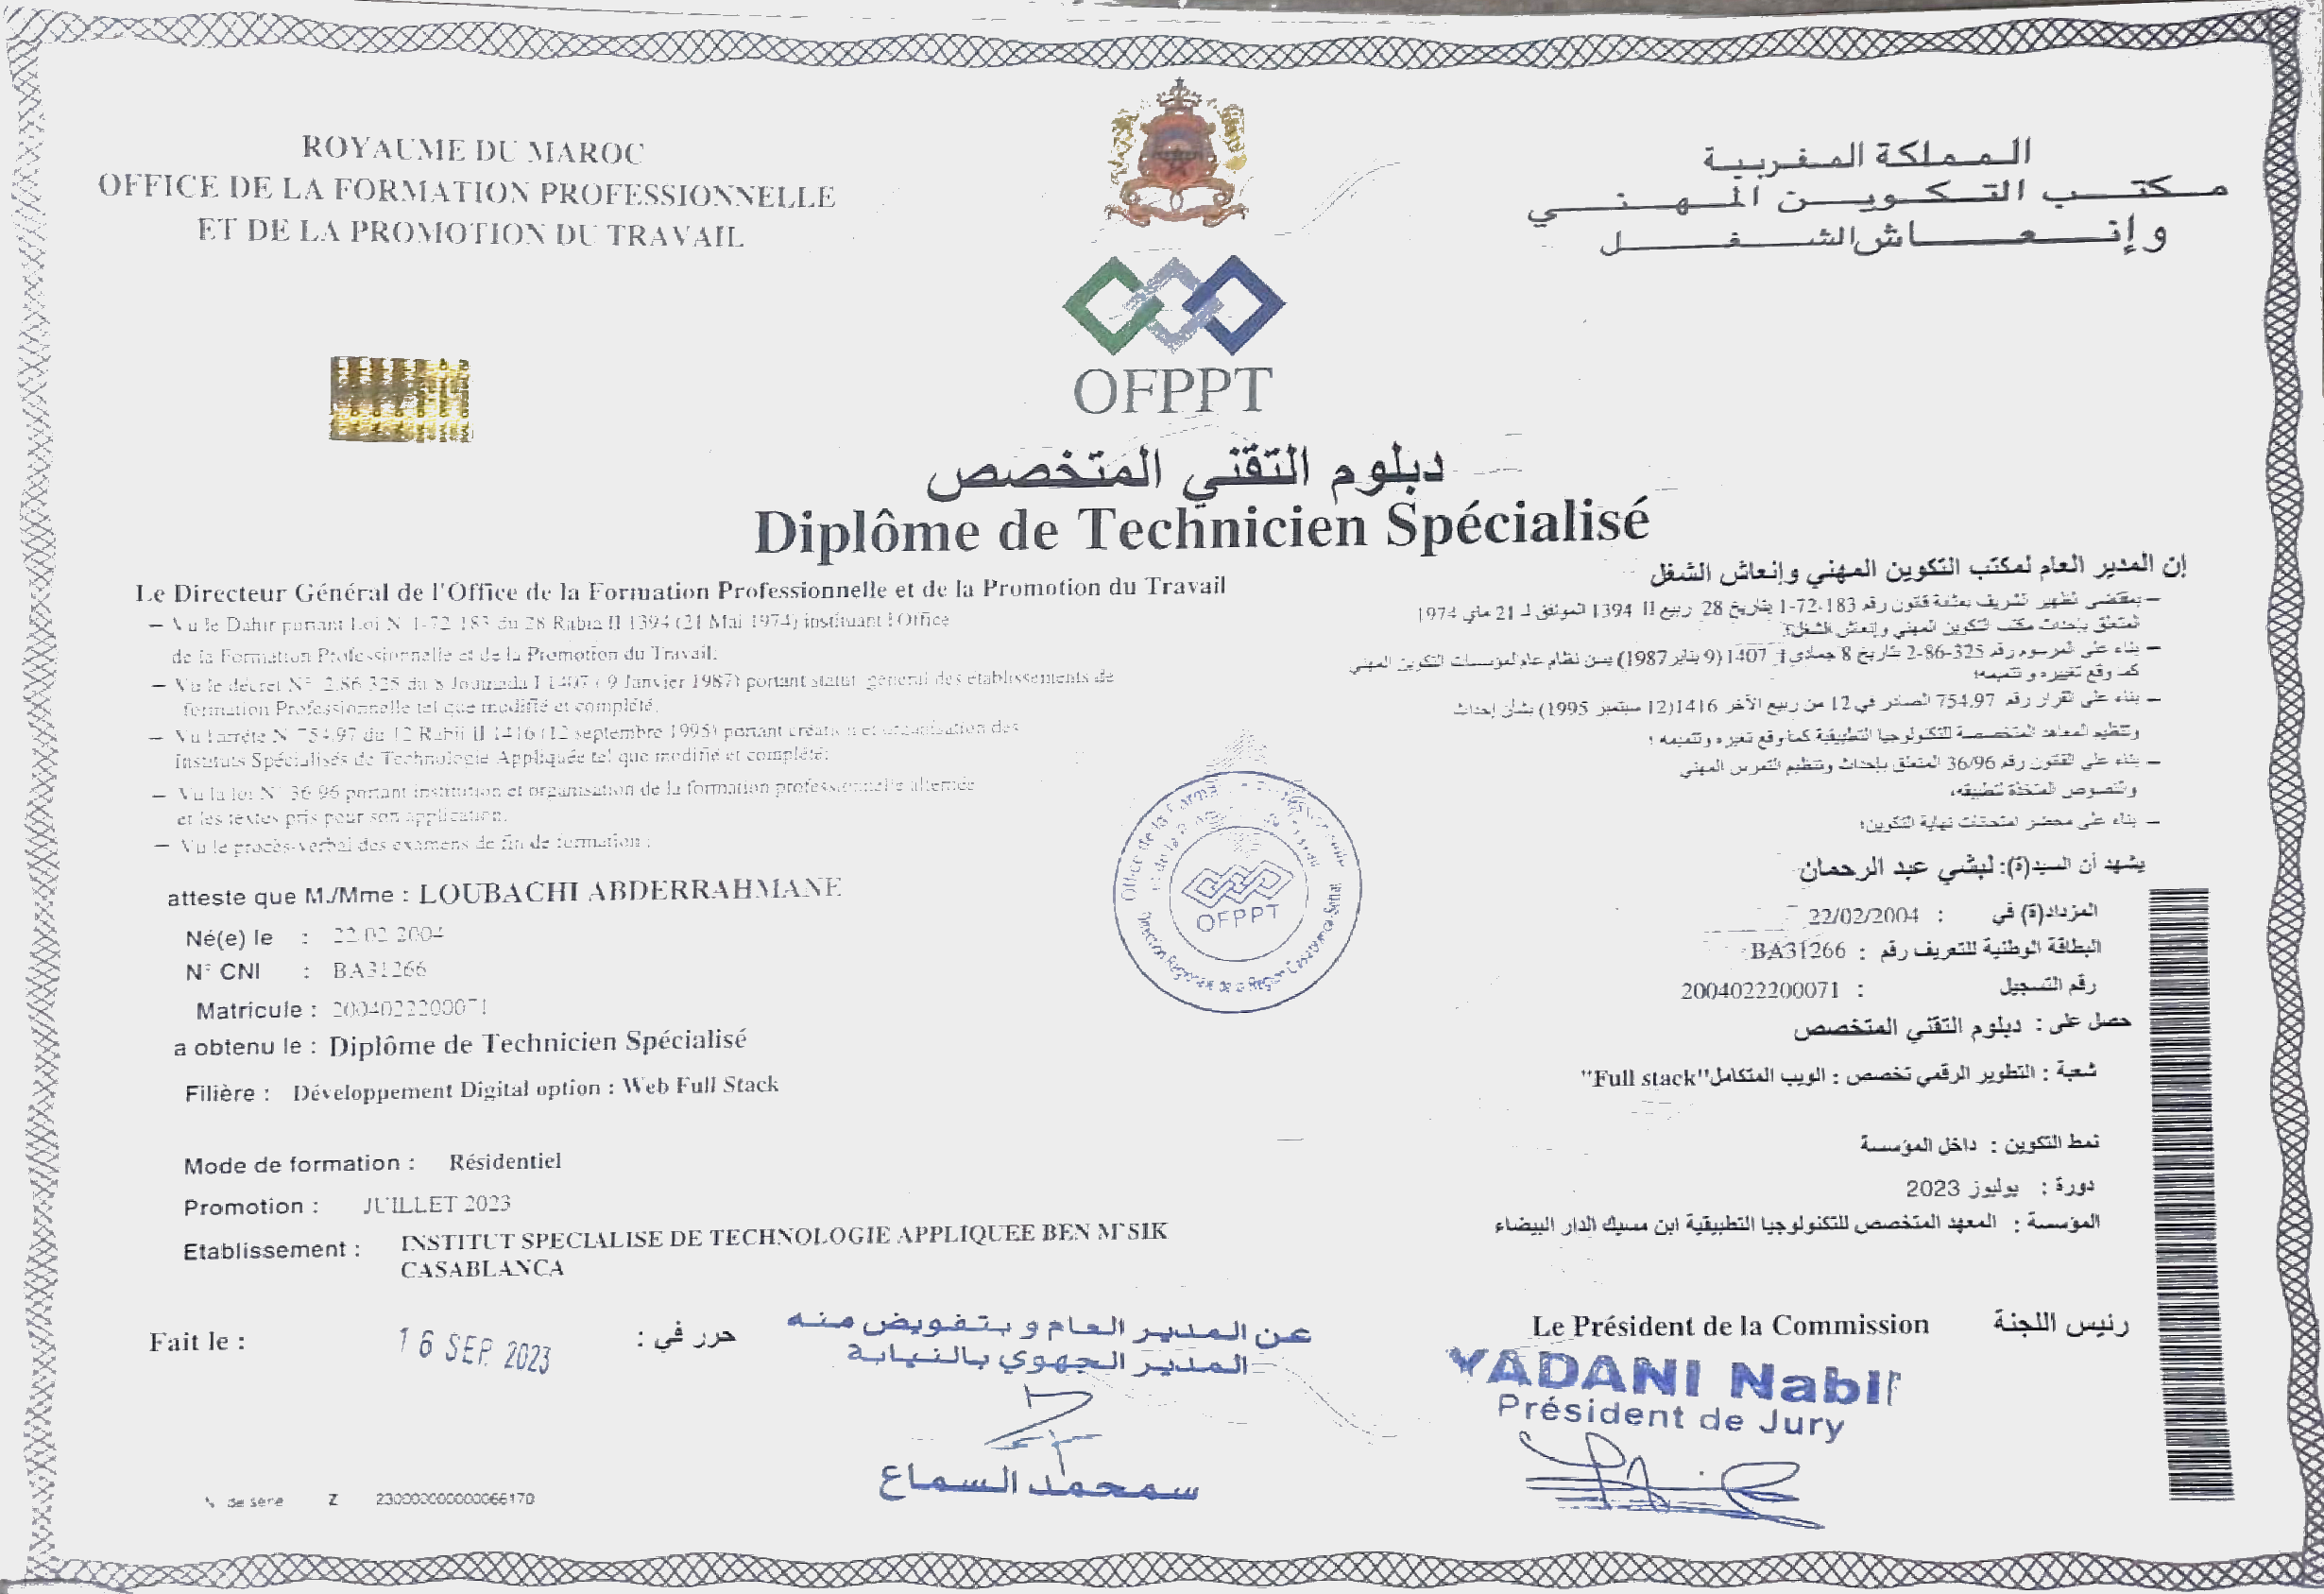 ROYAUME DU MAROC
OFFICE DE LA FORMATION PROFESSIONNELLE
ET DE LA PROMOTION DU TRAVAIL
المملكة المغربية
مكتب التكوين المهني
وإنعاش الشغل
OFPPT
دبلوم التقني المتخصص
Diplôme de Technicien Spécialisé
Le Directeur Général de l'Office de la Formation Professionnelle et de la Promotion du Travail
– Vu le Dahir portant Loi N° 1-72-183 du 28 Rabia II 1394 (21 Mai 1974) instituant l'Office
de la Formation Professionnelle et de la Promotion du Travail;
– Vu le décret N° 2.86.325 du 8 Joumada I 1407 ( 9 Janvier 1987) portant statut général des établissements de
formation Professionnelle tel que modifié et complété;
– Vu l'arrêté N° 754.97 du 12 Rabii II 1416 (12 septembre 1995) portant création et organisation des
Instituts Spécialisés de Technologie Appliquée tel que modifié et complété;
– Vu la loi N° 36.96 portant institution et organisation de la formation professionnelle alternée
et les textes pris pour son application.
– Vu le procès-verbal des examens de fin de formation ;
إن المدير العام لمكتب التكوين المهني وإنعاش الشغل
– بمقتضى الظهير الشريف بمثابة قانون رقم 183-72-1 بتاريخ 28 ربيع II 1394 الموافق لـ 21 ماي 1974
المتعلق بإحداث مكتب التكوين المهني وإنعاش الشغل؛
– بناء على المرسوم رقم 325-86-2 بتاريخ 8 جمادى I 1407 (9 يناير 1987) بسن نظام عام لمؤسسات التكوين المهني
كما وقع تغييره و تتميمه؛
– بناء على القرار رقم 754.97 الصادر في 12 من ربيع الآخر 1416 (12 سبتمبر 1995) بشأن إحداث
وتنظيم المعاهد المتخصصة للتكنولوجيا التطبيقية كما وقع تغيره وتتميمه ؛
– بناء على القانون رقم 36/96 المتعلق بإحداث وتنظيم التمرس المهني
والنصوص المتخذة لتطبيقه،
– بناء على محضر امتحانات نهاية التكوين؛
atteste que M./Mme : LOUBACHI ABDERRAHMANE
Né(e) le : 22/02/2004
N° CNI : BA31266
Matricule : 2004022200071
a obtenu le : Diplôme de Technicien Spécialisé
Filière : Développement Digital option : Web Full Stack
Mode de formation : Résidentiel
Promotion : JUILLET 2023
Etablissement : INSTITUT SPECIALISE DE TECHNOLOGIE APPLIQUEE BEN M'SIK
CASABLANCA
Office de la Formation Professionnelle
et de la Promotion du Travail
OFPPT
Direction Régionale de la Région Casablanca-Settat
يشهد أن السيد(ة): لبشي عبد الرحمان
المزداد(ة) في : 22/02/2004
البطاقة الوطنية للتعريف رقم : BA31266
رقم التسجيل : 2004022200071
حصل على : دبلوم التقني المتخصص
شعبة : التطوير الرقمي تخصص : الويب المتكامل"Full stack"
نمط التكوين : داخل المؤسسة
دورة : يوليوز 2023
المؤسسة : المعهد المتخصص للتكنولوجيا التطبيقية ابن مسيك الدار البيضاء
Fait le : 16 SEP. 2023 حرر في :
عن المدير العام و بتفويض منه
المدير الجهوي بالنيابة
سمحمد السماع
Le Président de la Commission رئيس اللجنة
YADANI Nabil
Président de Jury
N° de série Z 230000000000066170